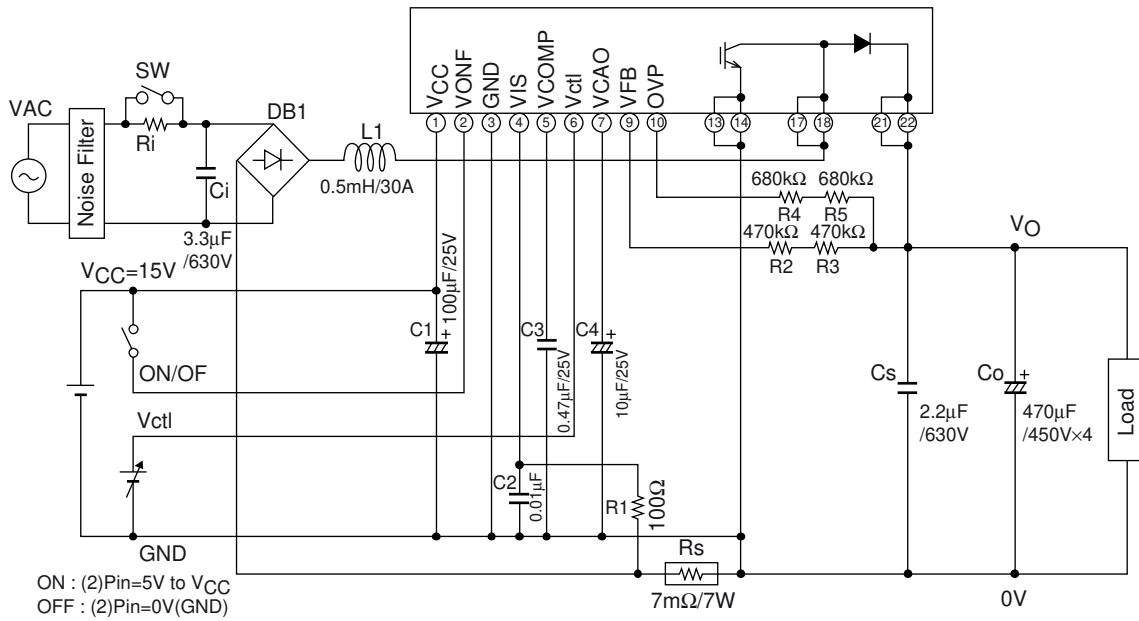 VCC
VONF
GND
VIS
VCOMP
Vctl
VCAO
VFB
OVP
1
2
3
4
5
6
7
9
10
13
14
17
18
21
22
SW
VAC
Noise Filter
Ri
Ci
3.3μF
/630V
DB1
L1
0.5mH/30A
680kΩ
680kΩ
R4
R5
470kΩ
470kΩ
R2
R3
VO
VCC=15V
C1
+
100μF/25V
C3
0.47μF/25V
C4
+
10μF/25V
ON/OF
Vctl
C2
0.01μF
R1
100Ω
Cs
2.2μF
/630V
Co
+
470μF
/450V×4
Load
GND
Rs
7mΩ/7W
0V
ON : (2)Pin=5V to VCC
OFF : (2)Pin=0V(GND)